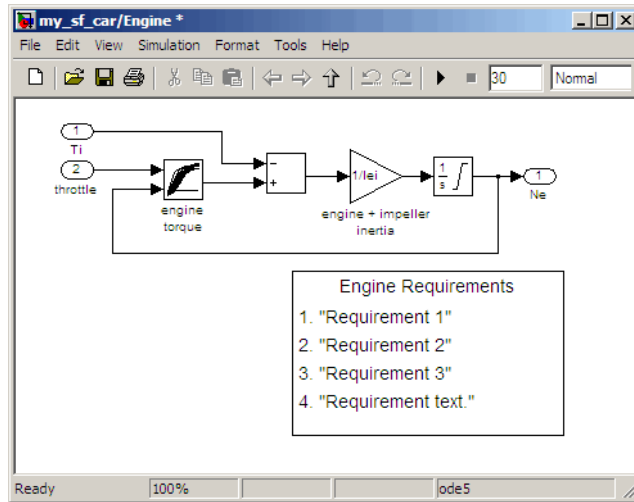 my_sf_car/Engine *
File Edit View Simulation Format Tools Help
30 Normal
1
Ti
2
throttle
engine
torque
−
+
1/Iei
engine + impeller
inertia
1
s
1
Ne
Engine Requirements
1. "Requirement 1"
2. "Requirement 2"
3. "Requirement 3"
4. "Requirement text."
Ready 100% ode5